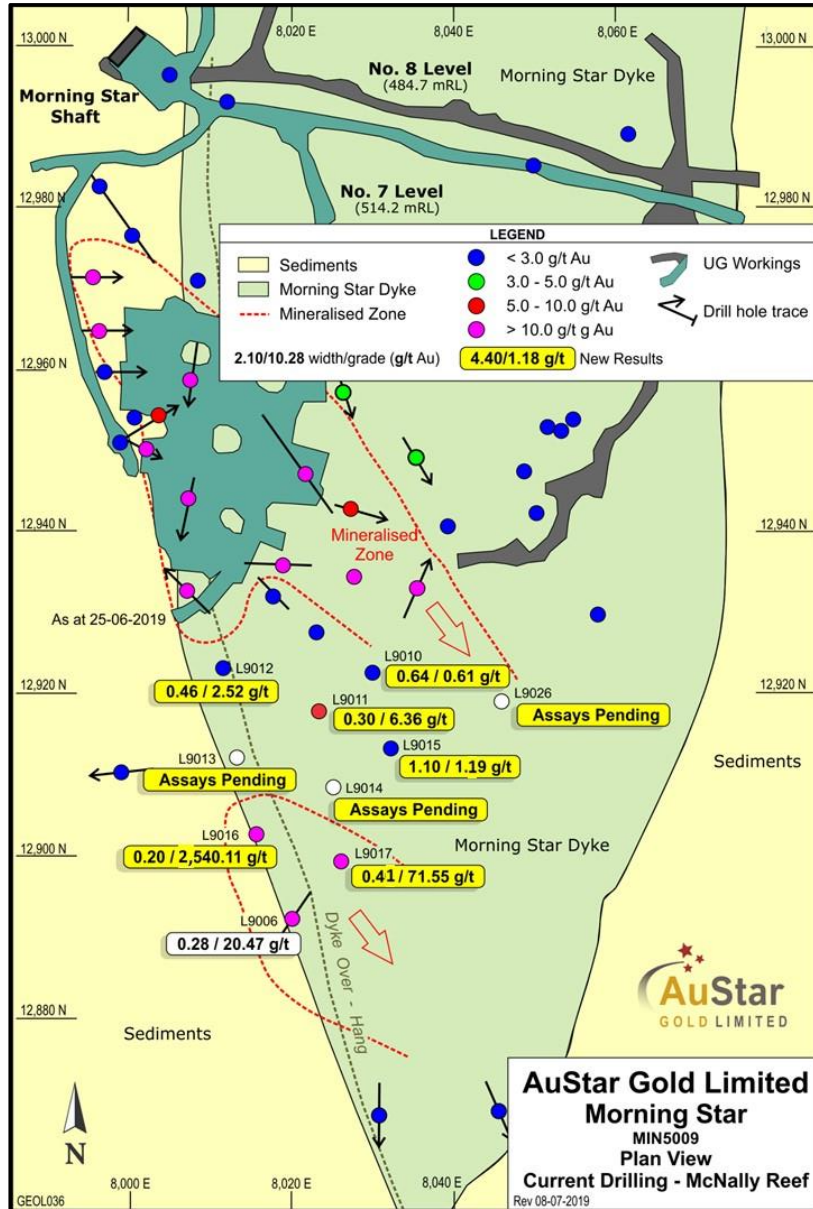 8,020 E
8,040 E
8,060 E
13,000 N
13,000 N
No. 8 Level
(484.7 mRL)
Morning Star Dyke
Morning Star
Shaft
12,980 N
12,980 N
No. 7 Level
(514.2 mRL)
LEGEND
Sediments
Morning Star Dyke
Mineralised Zone
2.10/10.28 width/grade (g/t Au)
< 3.0 g/t Au
3.0 - 5.0 g/t Au
5.0 - 10.0 g/t Au
> 10.0 g/t g Au
4.40/1.18 g/t New Results
UG Workings
Drill hole trace
12,960 N
12,960 N
12,940 N
12,940 N
Mineralised
Zone
As at 25-06-2019
12,920 N
12,920 N
L9012
0.46 / 2.52 g/t
L9010
0.64 / 0.61 g/t
L9026
Assays Pending
L9011
0.30 / 6.36 g/t
L9015
1.10 / 1.19 g/t
L9013
Assays Pending
L9014
Assays Pending
Sediments
L9016
0.20 / 2,540.11 g/t
12,900 N
12,900 N
Morning Star Dyke
L9017
0.41 / 71.55 g/t
L9006
0.28 / 20.47 g/t
Dyke Over - Hang
12,880 N
12,880 N
Sediments
AuStar
GOLD LIMITED
N
AuStar Gold Limited
Morning Star
MIN5009
Plan View
Current Drilling - McNally Reef
8,000 E
8,020 E
8,040 E
GEOL036
Rev 08-07-2019